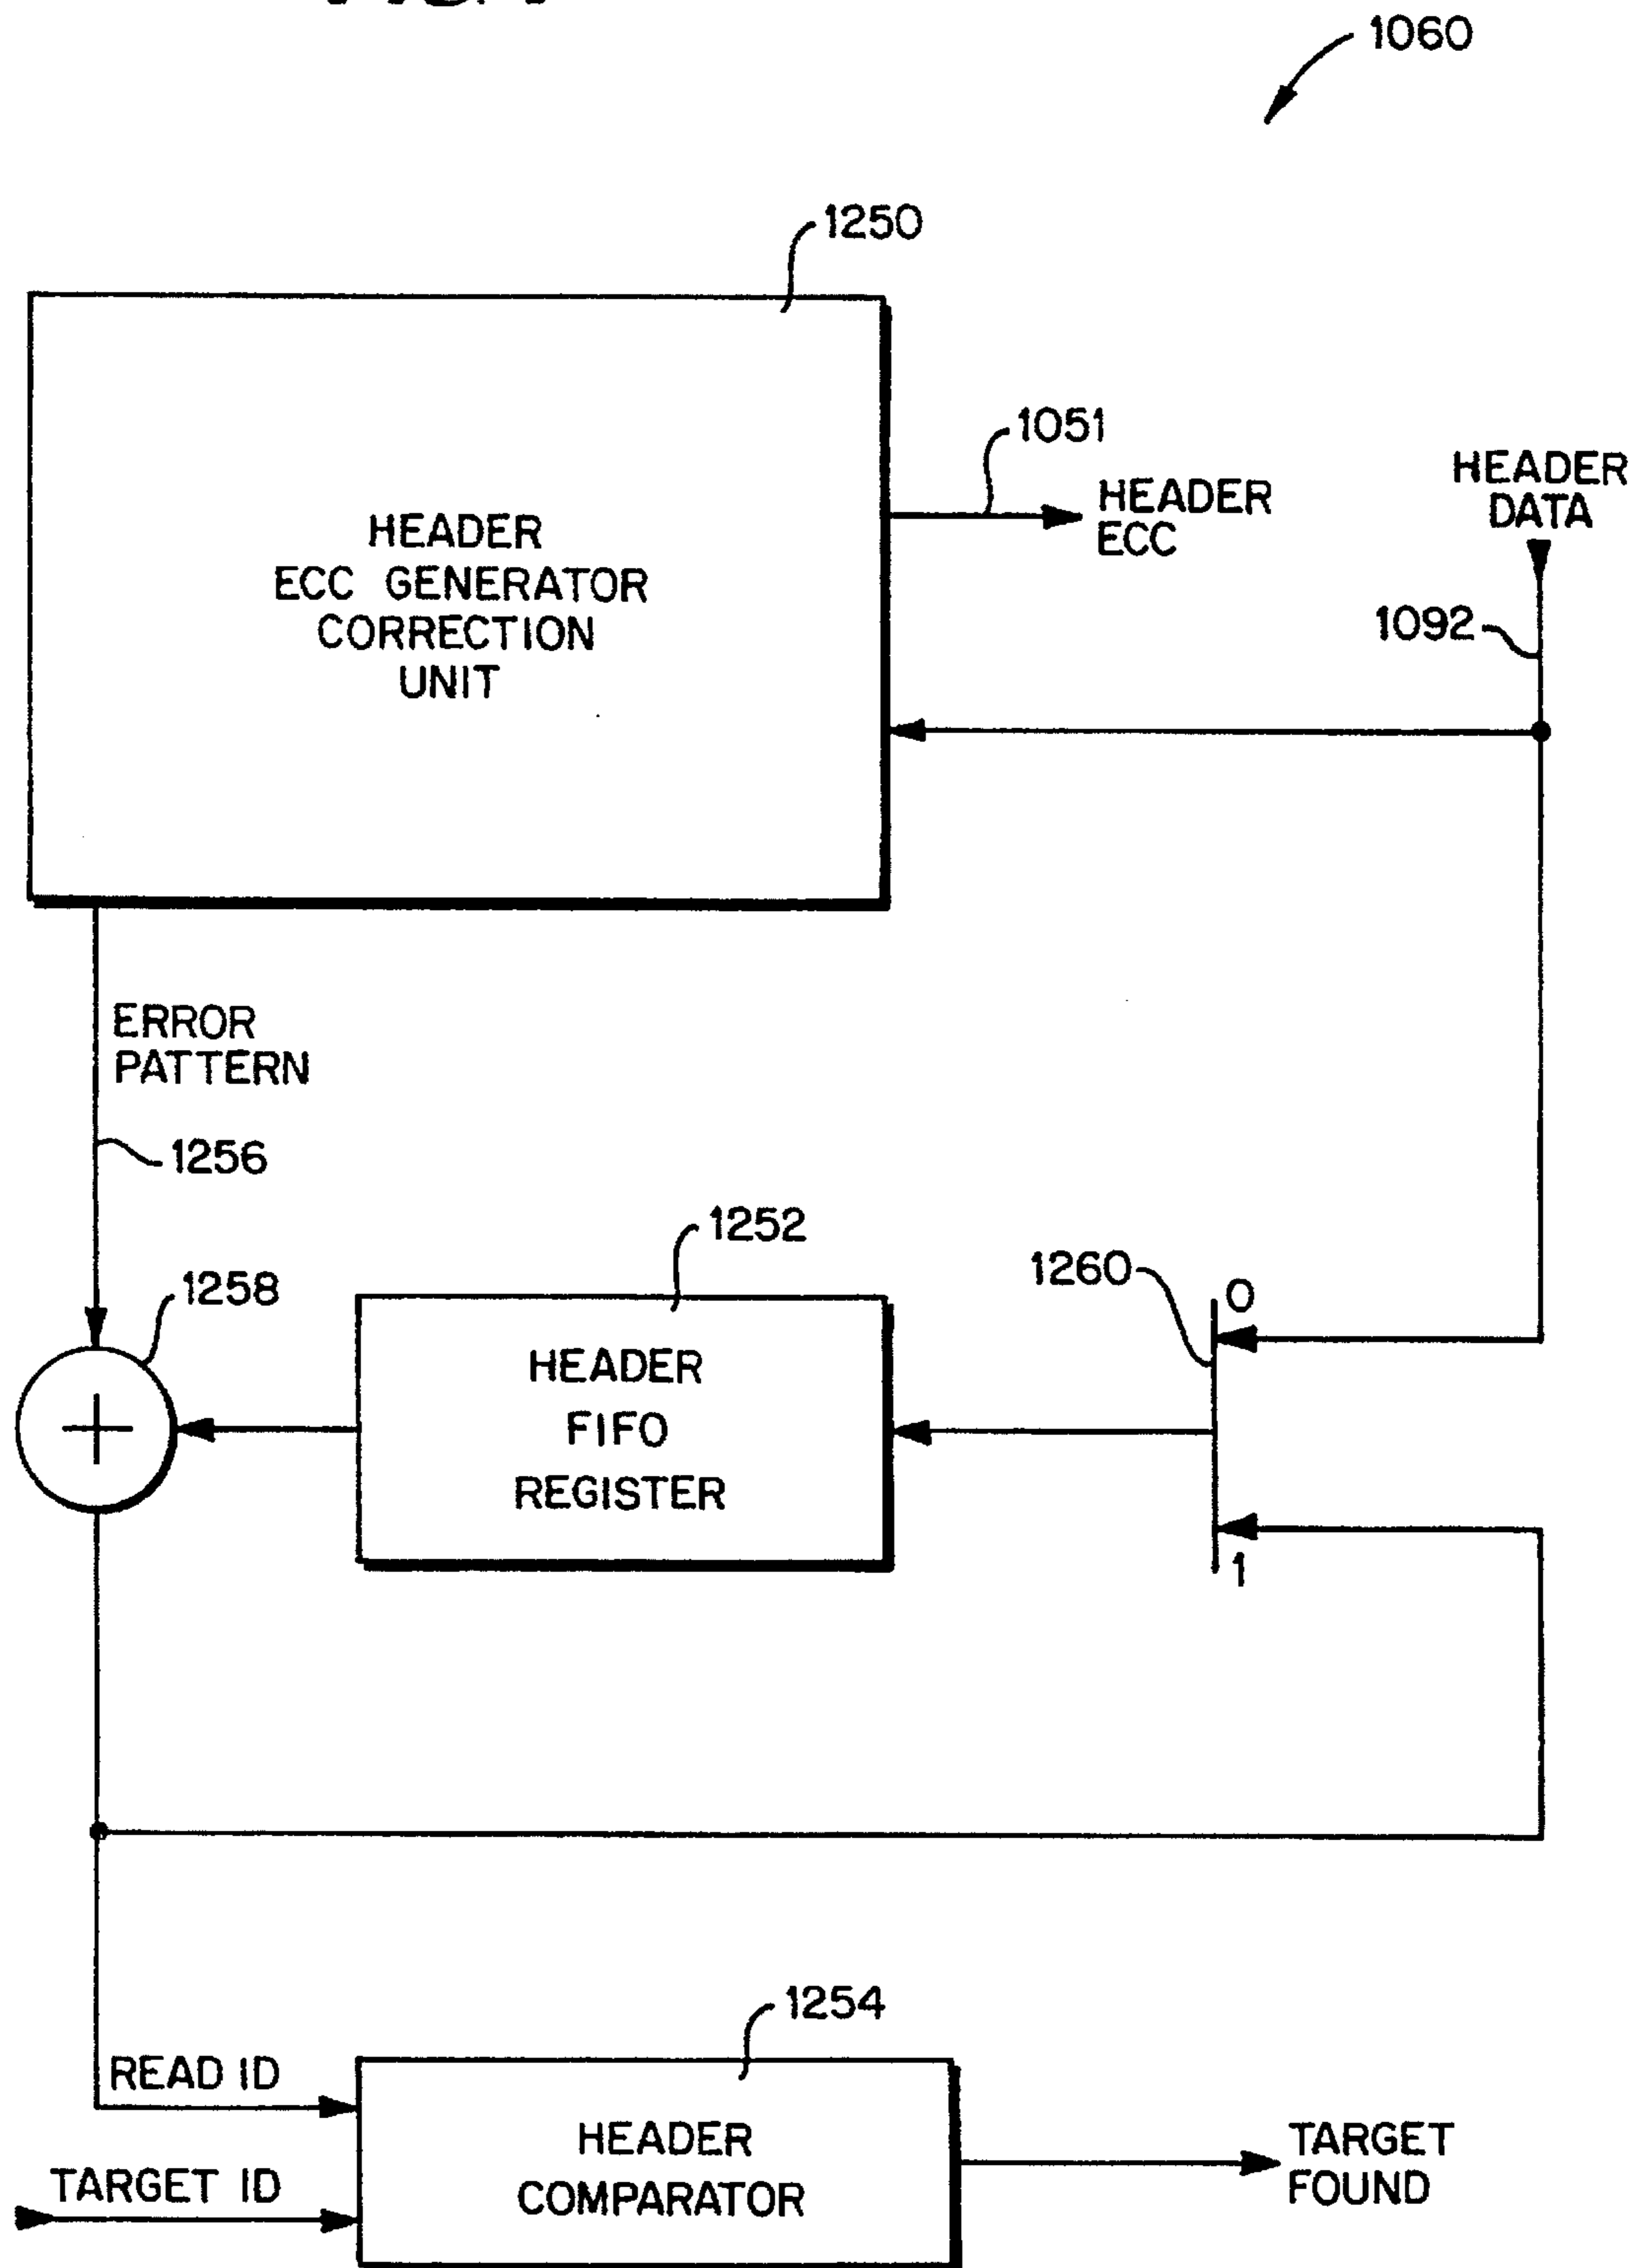 1060
1250
1051
HEADER
ECC
HEADER
DATA
1092
HEADER
ECC GENERATOR
CORRECTION
UNIT
ERROR
PATTERN
1256
1252
1258
1260
0
HEADER
FIFO
REGISTER
1
1254
READ ID
TARGET ID
HEADER
COMPARATOR
TARGET
FOUND